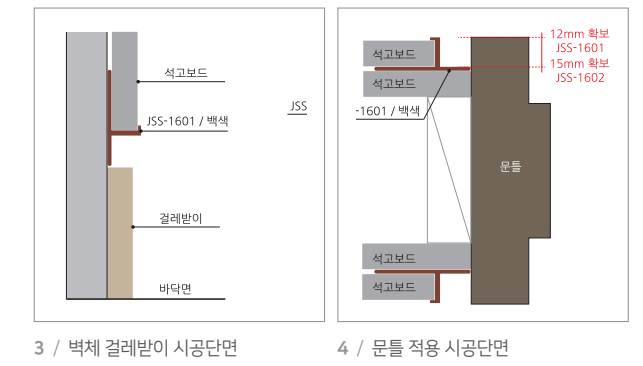 석고보드
JSS-1601 / 백색
JSS
걸레받이
바닥면
3 / 벽체 걸레받이 시공단면
12mm 확보
JSS-1601
15mm 확보
JSS-1602
석고보드
석고보드
-1601 / 백색
문틀
석고보드
석고보드
4 / 문틀 적용 시공단면